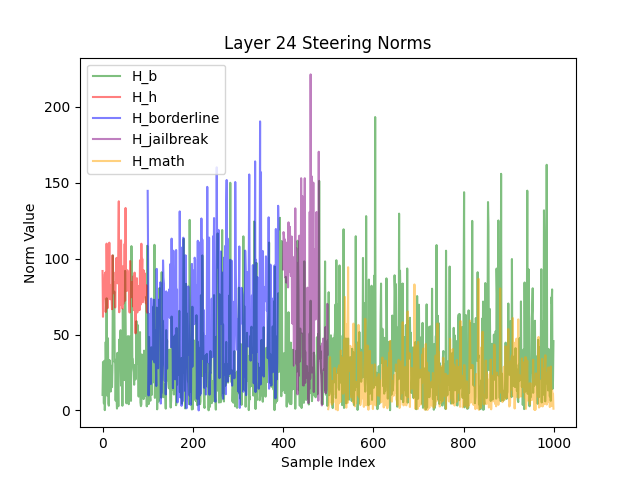 Layer 24 Steering Norms
H_b
H_h
H_borderline
H_jailbreak
H_math
Norm Value
200
150
100
50
0
0 200 400 600 800 1000
Sample Index